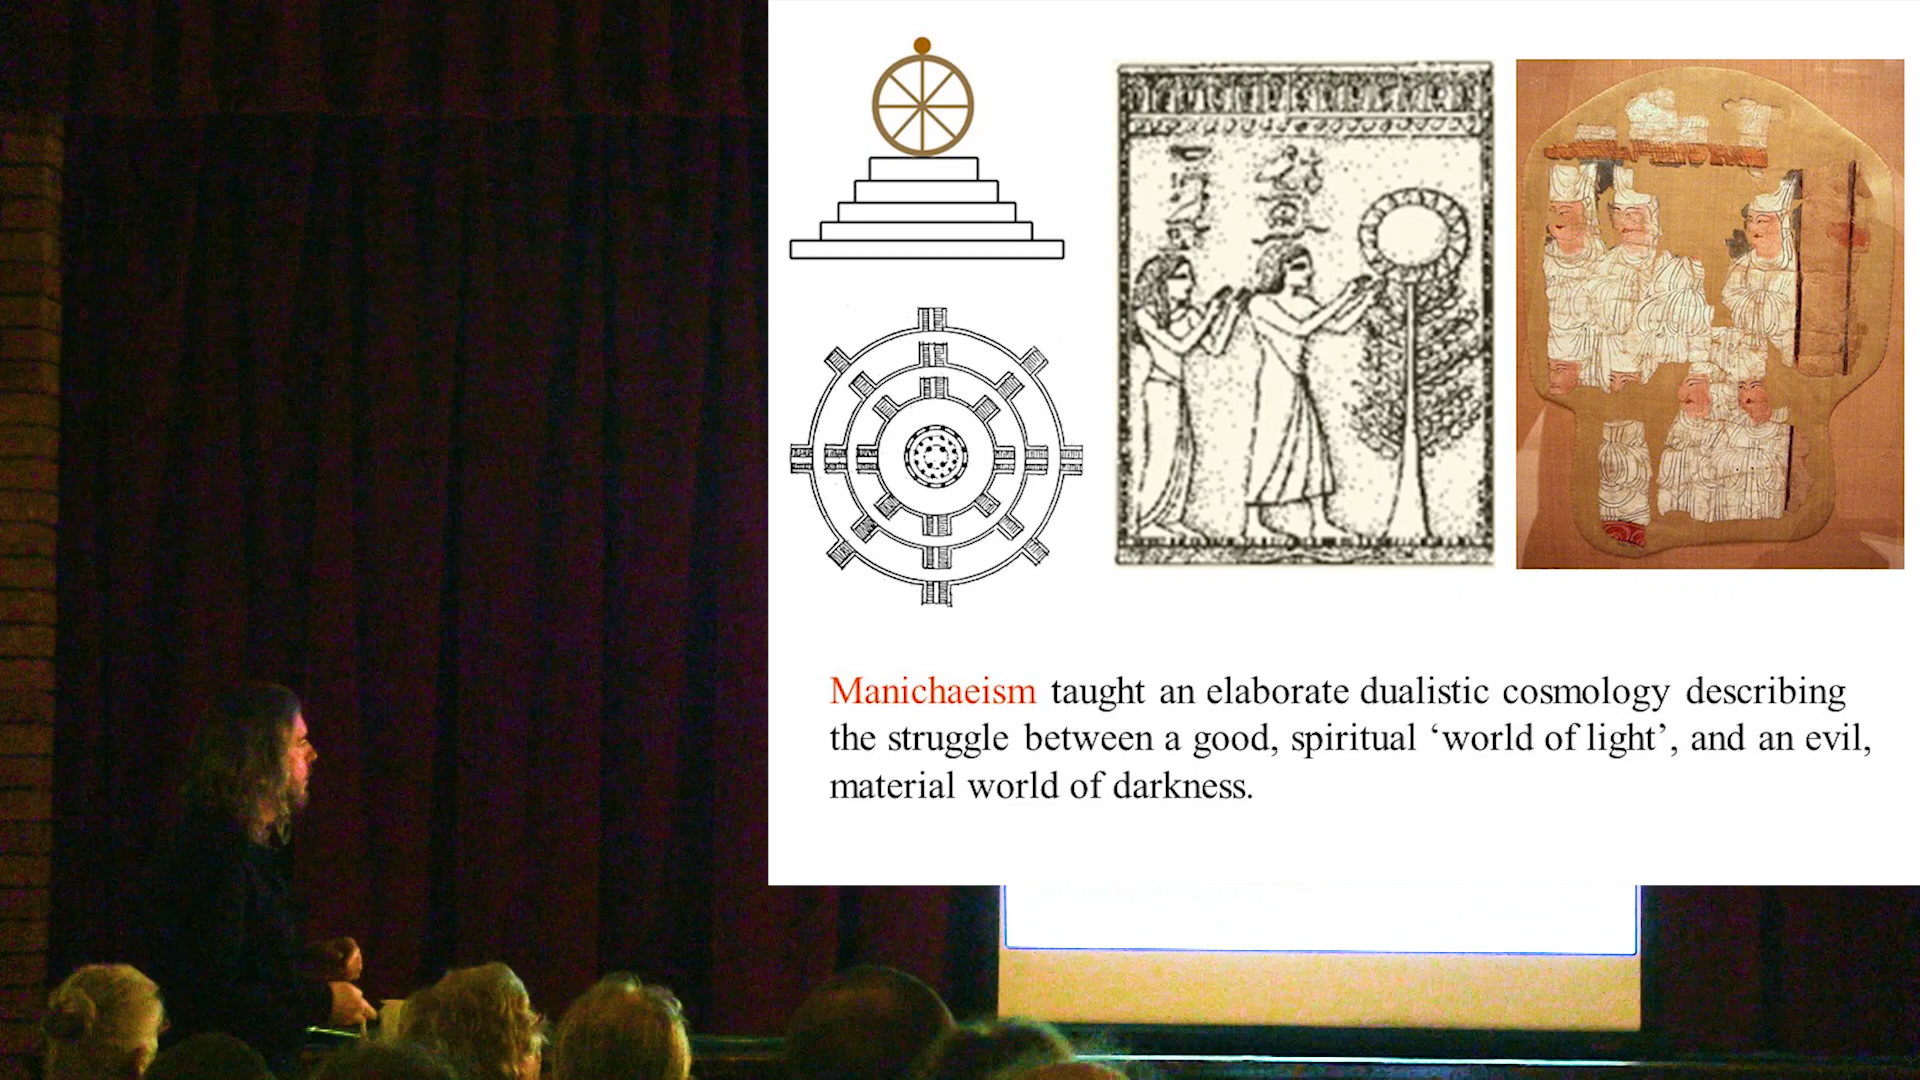 Manichaeism taught an elaborate dualistic cosmology describing
the struggle between a good, spiritual ‘world of light’, and an evil,
material world of darkness.